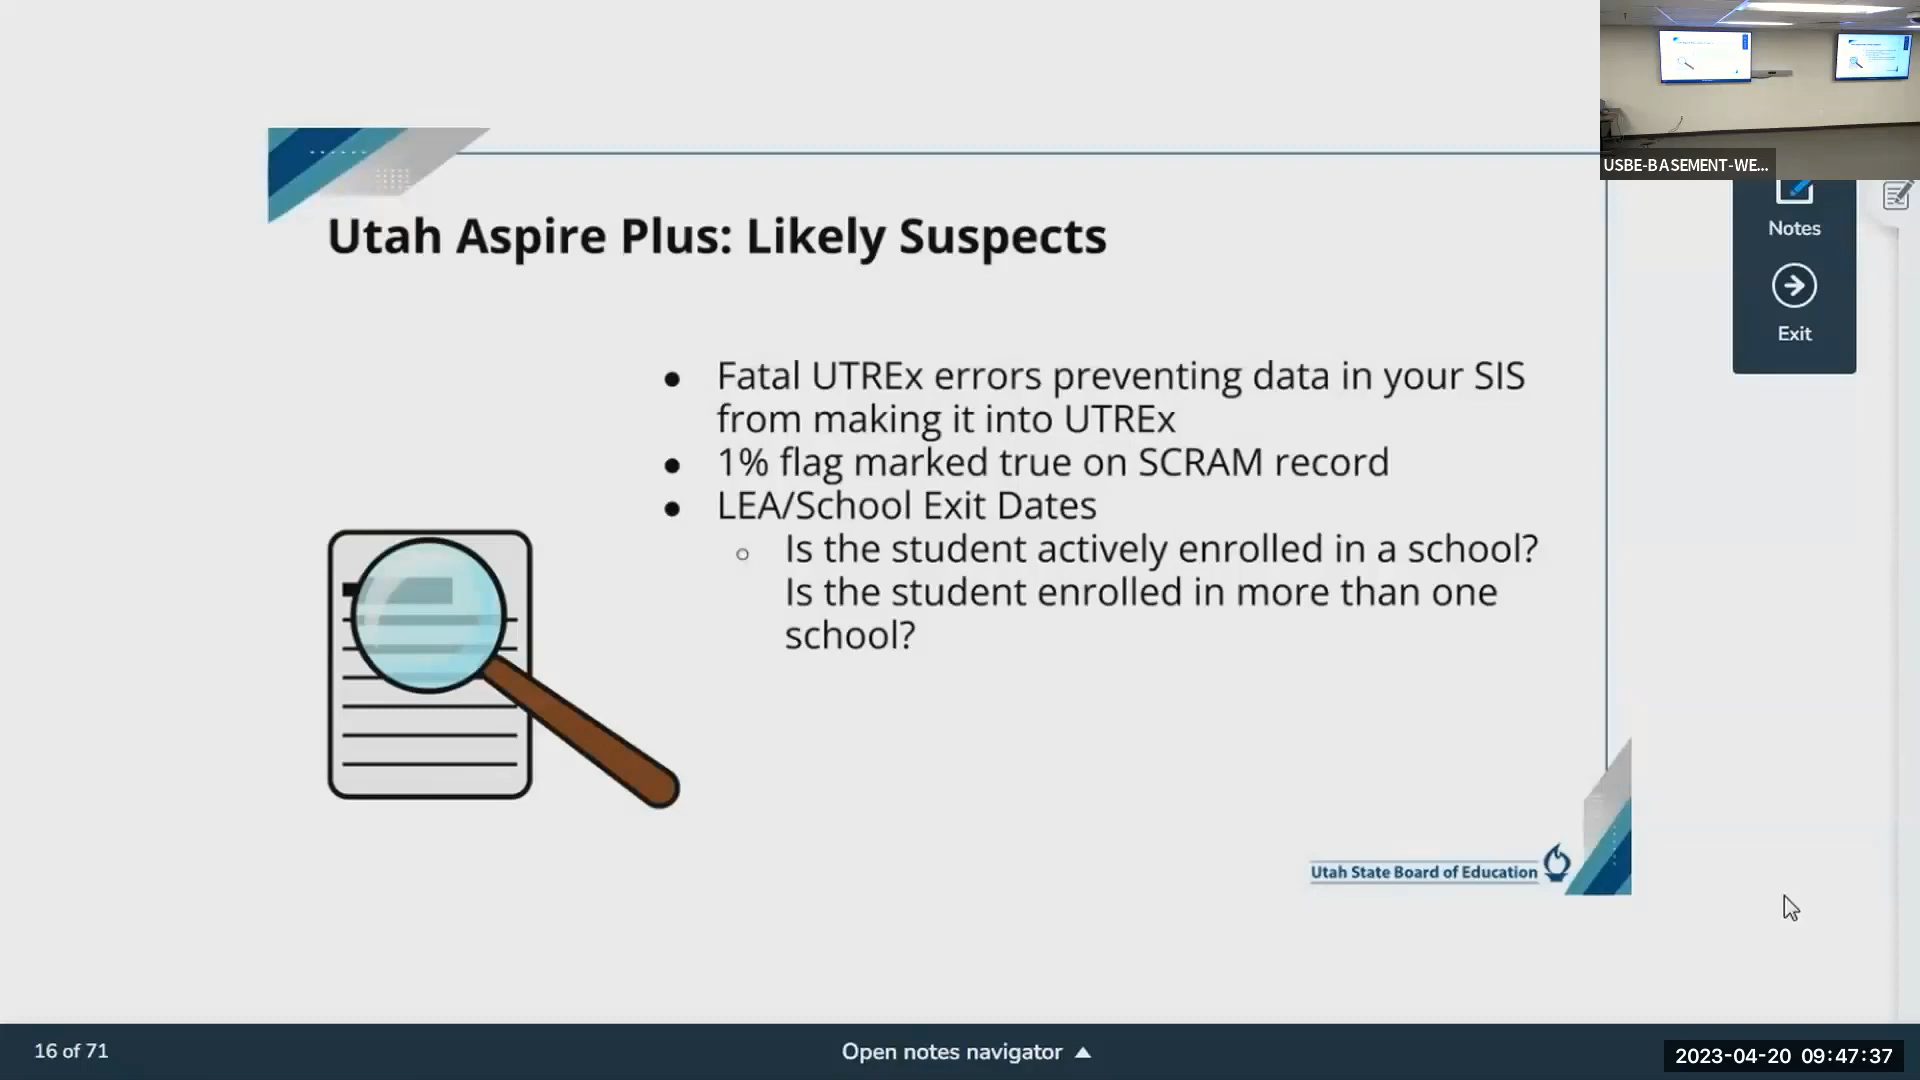 USBE-BASEMENT-WE...
Notes
Exit
Utah Aspire Plus: Likely Suspects
● Fatal UTREx errors preventing data in your SIS
from making it into UTREx
● 1% flag marked true on SCRAM record
● LEA/School Exit Dates
○ Is the student actively enrolled in a school?
Is the student enrolled in more than one
school?
Utah State Board of Education
16 of 71
Open notes navigator ▲
2023-04-20 09:47:37